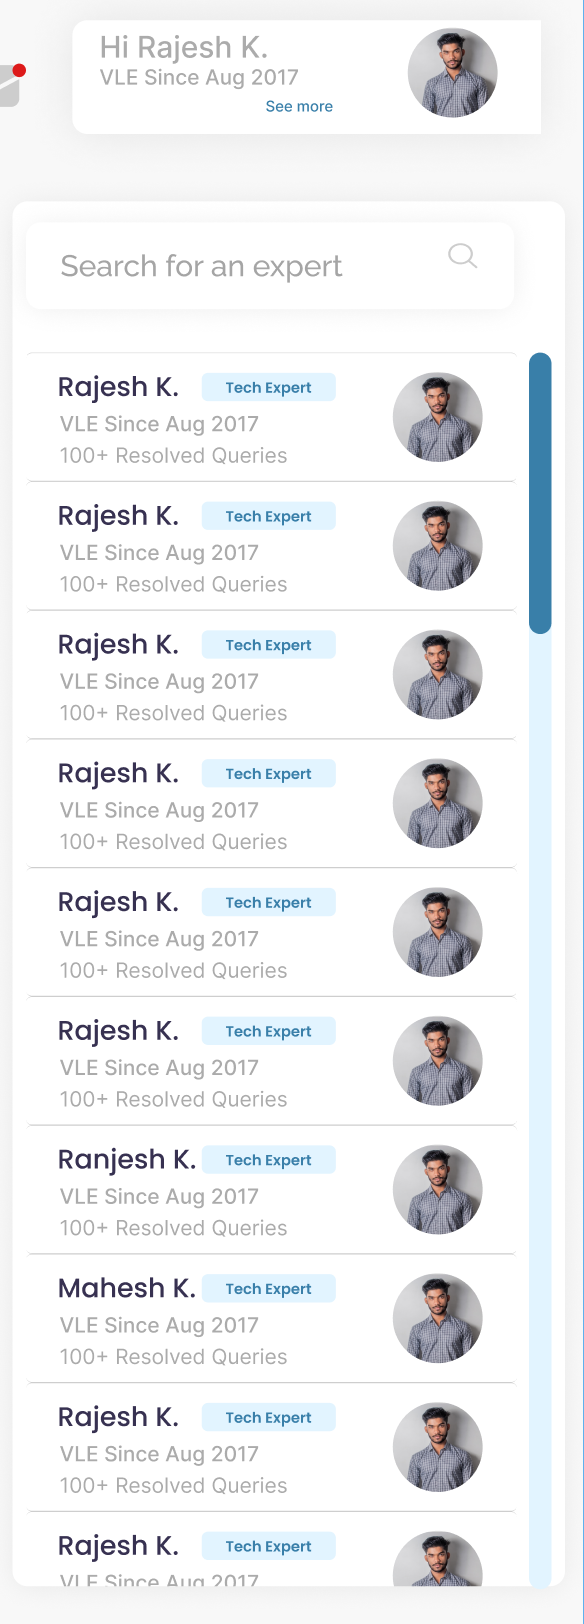 Hi Rajesh K.
VLE Since Aug 2017
See more
Search for an expert
Rajesh K. Tech Expert
VLE Since Aug 2017
100+ Resolved Queries
Rajesh K. Tech Expert
VLE Since Aug 2017
100+ Resolved Queries
Rajesh K. Tech Expert
VLE Since Aug 2017
100+ Resolved Queries
Rajesh K. Tech Expert
VLE Since Aug 2017
100+ Resolved Queries
Rajesh K. Tech Expert
VLE Since Aug 2017
100+ Resolved Queries
Rajesh K. Tech Expert
VLE Since Aug 2017
100+ Resolved Queries
Ranjesh K. Tech Expert
VLE Since Aug 2017
100+ Resolved Queries
Mahesh K. Tech Expert
VLE Since Aug 2017
100+ Resolved Queries
Rajesh K. Tech Expert
VLE Since Aug 2017
100+ Resolved Queries
Rajesh K. Tech Expert
VLE Since Aug 2017